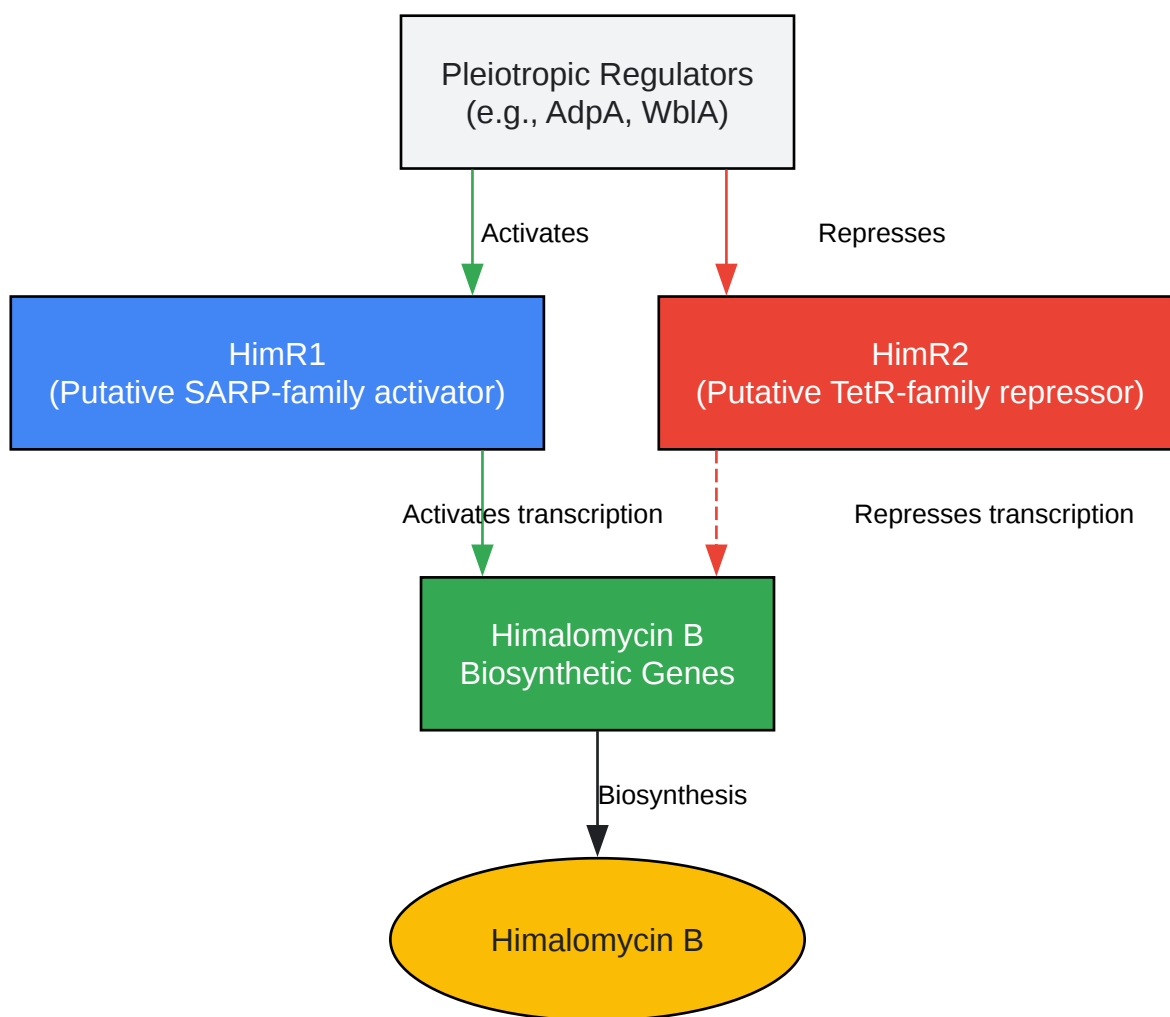 Pleiotropic Regulators
(e.g., AdpA, WblA)
Activates
Represses
HimR1
(Putative SARP-family activator)
HimR2
(Putative TetR-family repressor)
Activates transcription
Represses transcription
Himalomycin B
Biosynthetic Genes
Biosynthesis
Himalomycin B